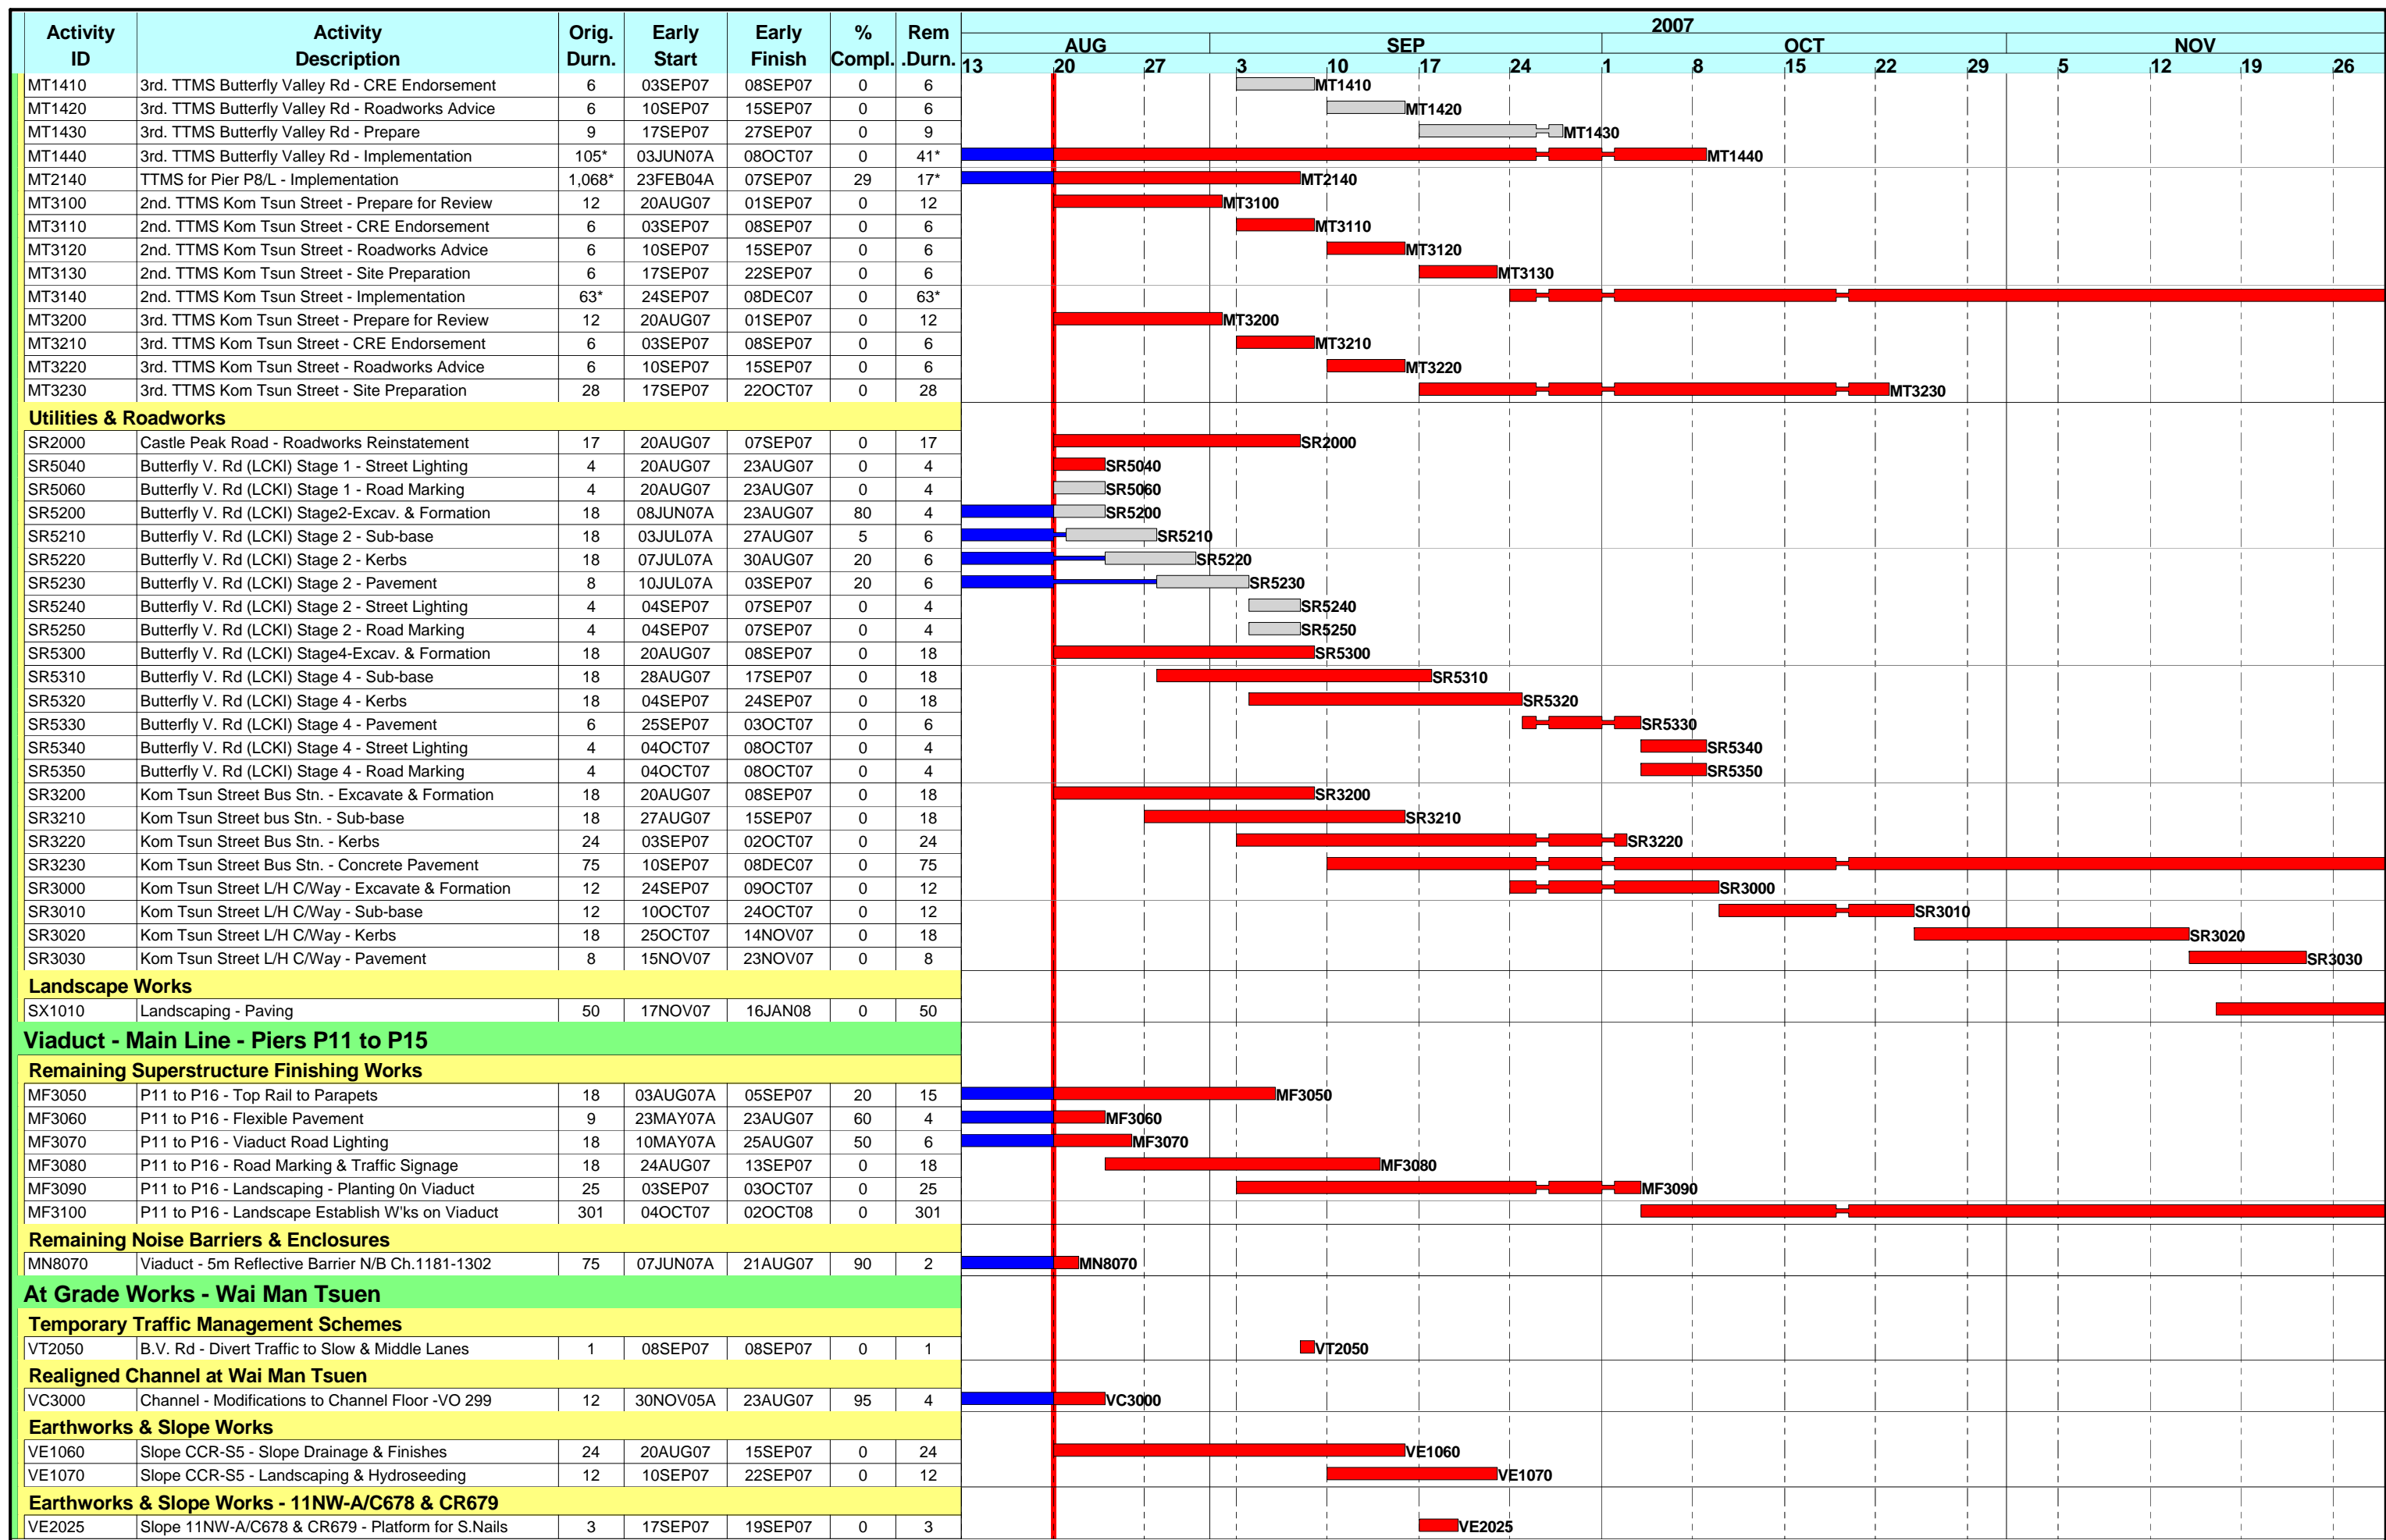 2007
Activity ID Activity Description Orig. Durn. Early Start Early Finish % Compl. Rem .Durn. AUG SEP OCT NOV
13 20 27 3 10 17 24 1 8 15 22 29 5 12 19 26
MT1410 3rd. TTMS Butterfly Valley Rd - CRE Endorsement 6 03SEP07 08SEP07 0 6 MT1410
MT1420 3rd. TTMS Butterfly Valley Rd - Roadworks Advice 6 10SEP07 15SEP07 0 6 MT1420
MT1430 3rd. TTMS Butterfly Valley Rd - Prepare 9 17SEP07 27SEP07 0 9 MT1430
MT1440 3rd. TTMS Butterfly Valley Rd - Implementation 105* 03JUN07A 08OCT07 0 41* MT1440
MT2140 TTMS for Pier P8/L - Implementation 1,068* 23FEB04A 07SEP07 29 17* MT2140
MT3100 2nd. TTMS Kom Tsun Street - Prepare for Review 12 20AUG07 01SEP07 0 12 MT3100
MT3110 2nd. TTMS Kom Tsun Street - CRE Endorsement 6 03SEP07 08SEP07 0 6 MT3110
MT3120 2nd. TTMS Kom Tsun Street - Roadworks Advice 6 10SEP07 15SEP07 0 6 MT3120
MT3130 2nd. TTMS Kom Tsun Street - Site Preparation 6 17SEP07 22SEP07 0 6 MT3130
MT3140 2nd. TTMS Kom Tsun Street - Implementation 63* 24SEP07 08DEC07 0 63*
MT3200 3rd. TTMS Kom Tsun Street - Prepare for Review 12 20AUG07 01SEP07 0 12 MT3200
MT3210 3rd. TTMS Kom Tsun Street - CRE Endorsement 6 03SEP07 08SEP07 0 6 MT3210
MT3220 3rd. TTMS Kom Tsun Street - Roadworks Advice 6 10SEP07 15SEP07 0 6 MT3220
MT3230 3rd. TTMS Kom Tsun Street - Site Preparation 28 17SEP07 22OCT07 0 28 MT3230
Utilities & Roadworks
SR2000 Castle Peak Road - Roadworks Reinstatement 17 20AUG07 07SEP07 0 17 SR2000
SR5040 Butterfly V. Rd (LCKI) Stage 1 - Street Lighting 4 20AUG07 23AUG07 0 4 SR5040
SR5060 Butterfly V. Rd (LCKI) Stage 1 - Road Marking 4 20AUG07 23AUG07 0 4 SR5060
SR5200 Butterfly V. Rd (LCKI) Stage2-Excav. & Formation 18 08JUN07A 23AUG07 80 4 SR5200
SR5210 Butterfly V. Rd (LCKI) Stage 2 - Sub-base 18 03JUL07A 27AUG07 5 6 SR5210
SR5220 Butterfly V. Rd (LCKI) Stage 2 - Kerbs 18 07JUL07A 30AUG07 20 6 SR5220
SR5230 Butterfly V. Rd (LCKI) Stage 2 - Pavement 8 10JUL07A 03SEP07 20 6 SR5230
SR5240 Butterfly V. Rd (LCKI) Stage 2 - Street Lighting 4 04SEP07 07SEP07 0 4 SR5240
SR5250 Butterfly V. Rd (LCKI) Stage 2 - Road Marking 4 04SEP07 07SEP07 0 4 SR5250
SR5300 Butterfly V. Rd (LCKI) Stage4-Excav. & Formation 18 20AUG07 08SEP07 0 18 SR5300
SR5310 Butterfly V. Rd (LCKI) Stage 4 - Sub-base 18 28AUG07 17SEP07 0 18 SR5310
SR5320 Butterfly V. Rd (LCKI) Stage 4 - Kerbs 18 04SEP07 24SEP07 0 18 SR5320
SR5330 Butterfly V. Rd (LCKI) Stage 4 - Pavement 6 25SEP07 03OCT07 0 6 SR5330
SR5340 Butterfly V. Rd (LCKI) Stage 4 - Street Lighting 4 04OCT07 08OCT07 0 4 SR5340
SR5350 Butterfly V. Rd (LCKI) Stage 4 - Road Marking 4 04OCT07 08OCT07 0 4 SR5350
SR3200 Kom Tsun Street Bus Stn. - Excavate & Formation 18 20AUG07 08SEP07 0 18 SR3200
SR3210 Kom Tsun Street bus Stn. - Sub-base 18 27AUG07 15SEP07 0 18 SR3210
SR3220 Kom Tsun Street Bus Stn. - Kerbs 24 03SEP07 02OCT07 0 24 SR3220
SR3230 Kom Tsun Street Bus Stn. - Concrete Pavement 75 10SEP07 08DEC07 0 75
SR3000 Kom Tsun Street L/H C/Way - Excavate & Formation 12 24SEP07 09OCT07 0 12 SR3000
SR3010 Kom Tsun Street L/H C/Way - Sub-base 12 10OCT07 24OCT07 0 12 SR3010
SR3020 Kom Tsun Street L/H C/Way - Kerbs 18 25OCT07 14NOV07 0 18 SR3020
SR3030 Kom Tsun Street L/H C/Way - Pavement 8 15NOV07 23NOV07 0 8 SR3030
Landscape Works
SX1010 Landscaping - Paving 50 17NOV07 16JAN08 0 50
Viaduct - Main Line - Piers P11 to P15
Remaining Superstructure Finishing Works
MF3050 P11 to P16 - Top Rail to Parapets 18 03AUG07A 05SEP07 20 15 MF3050
MF3060 P11 to P16 - Flexible Pavement 9 23MAY07A 23AUG07 60 4 MF3060
MF3070 P11 to P16 - Viaduct Road Lighting 18 10MAY07A 25AUG07 50 6 MF3070
MF3080 P11 to P16 - Road Marking & Traffic Signage 18 24AUG07 13SEP07 0 18 MF3080
MF3090 P11 to P16 - Landscaping - Planting 0n Viaduct 25 03SEP07 03OCT07 0 25 MF3090
MF3100 P11 to P16 - Landscape Establish W'ks on Viaduct 301 04OCT07 02OCT08 0 301
Remaining Noise Barriers & Enclosures
MN8070 Viaduct - 5m Reflective Barrier N/B Ch.1181-1302 75 07JUN07A 21AUG07 90 2 MN8070
At Grade Works - Wai Man Tsuen
Temporary Traffic Management Schemes
VT2050 B.V. Rd - Divert Traffic to Slow & Middle Lanes 1 08SEP07 08SEP07 0 1 VT2050
Realigned Channel at Wai Man Tsuen
VC3000 Channel - Modifications to Channel Floor -VO 299 12 30NOV05A 23AUG07 95 4 VC3000
Earthworks & Slope Works
VE1060 Slope CCR-S5 - Slope Drainage & Finishes 24 20AUG07 15SEP07 0 24 VE1060
VE1070 Slope CCR-S5 - Landscaping & Hydroseeding 12 10SEP07 22SEP07 0 12 VE1070
Earthworks & Slope Works - 11NW-A/C678 & CR679
VE2025 Slope 11NW-A/C678 & CR679 - Platform for S.Nails 3 17SEP07 19SEP07 0 3 VE2025